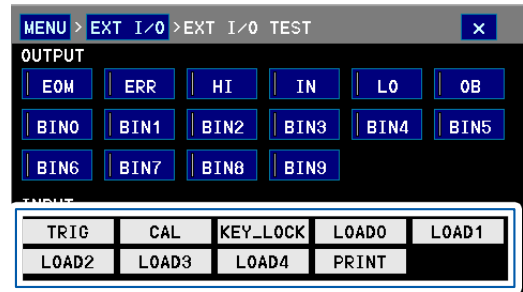 MENU > EXT I/O > EXT I/O TEST ×
OUTPUT
EOM ERR HI IN LO OB
BIN0 BIN1 BIN2 BIN3 BIN4 BIN5
BIN6 BIN7 BIN8 BIN9
INPUT
TRIG CAL KEY_LOCK LOAD0 LOAD1
LOAD2 LOAD3 LOAD4 PRINT